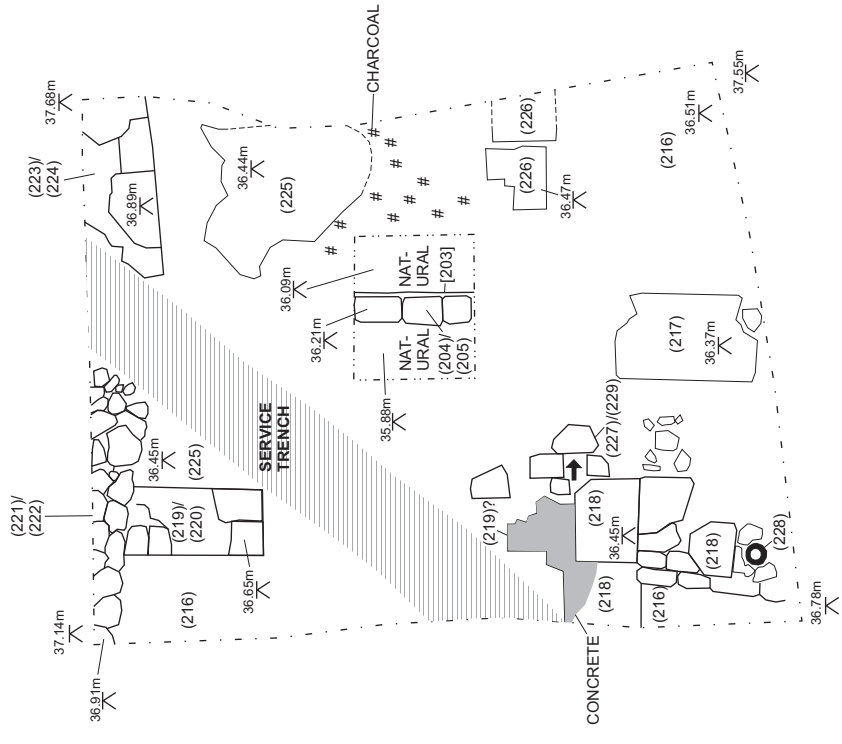 (223)/
(224)
37.68m
36.89m
CHARCOAL
36.44m
(225)
37.55m
36.51m
(216)
(226)
(226)
36.47m
36.09m
NAT-
URAL
[203]
36.21m
NAT-
URAL
(204)/
(205)
35.88m
(217)
36.37m
SERVICE
TRENCH
36.45m
(225)
(221)/
(222)
(219)/
(220)
36.65m
(216)
37.14m
36.91m
(227)/(229)
(219)?
(218)
36.45m
(218)
(218)
(228)
(216)
36.78m
CONCRETE